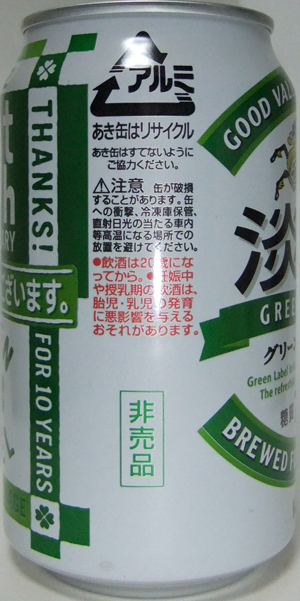 アルミ
あき缶はリサイクル
あき缶はすてないように
ご協力ください。
⚠注意 缶が破損
することがあります。缶
への衝撃、冷凍庫保管、
直射日光の当たる車内
等高温になる場所での
放置を避けてください。
●飲酒は20歳にな
ってから。●妊娠中
や授乳期の飲酒は、
胎児・乳児の発育
に悪影響を与える
おそれがあります。
非売品
THANKS!
FOR 10 YEARS
ざいます。
GOOD
淡
GREE
グリー
Green Label
The
糖質
BREWED